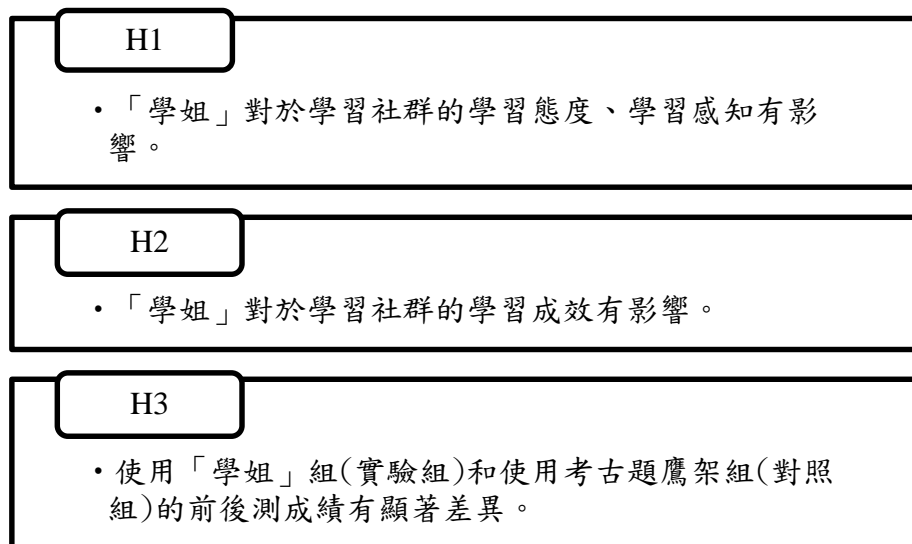 H1
•「學姐」對於學習社群的學習態度、學習感知有影
響。
H2
•「學姐」對於學習社群的學習成效有影響。
H3
•使用「學姐」組(實驗組)和使用考古題鷹架組(對照
組)的前後測成績有顯著差異。